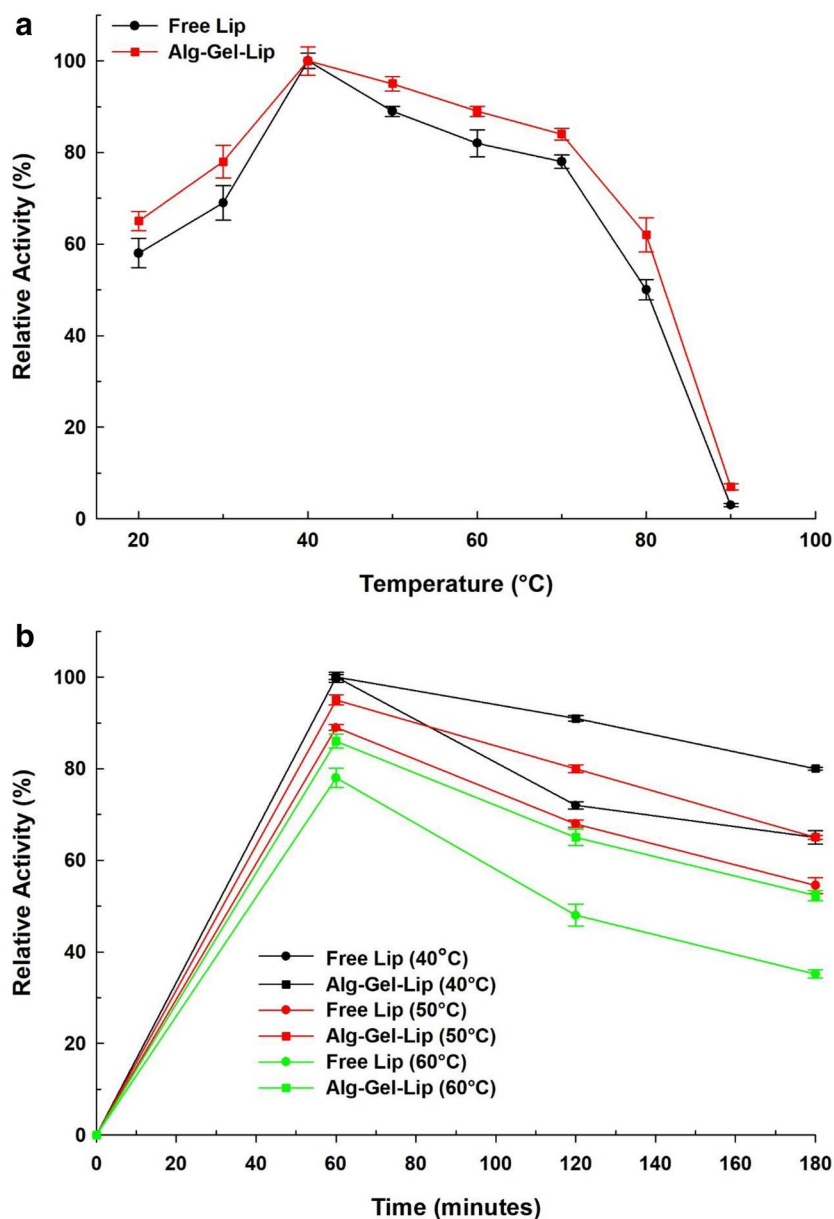 a
Free Lip
Alg-Gel-Lip
100
80
60
40
20
0
Relative Activity (%)
20 40 60 80 100
Temperature (°C)
b
100
80
60
40
20
0
Relative Activity (%)
Free Lip (40°C)
Alg-Gel-Lip (40°C)
Free Lip (50°C)
Alg-Gel-Lip (50°C)
Free Lip (60°C)
Alg-Gel-Lip (60°C)
0 20 40 60 80 100 120 140 160 180
Time (minutes)